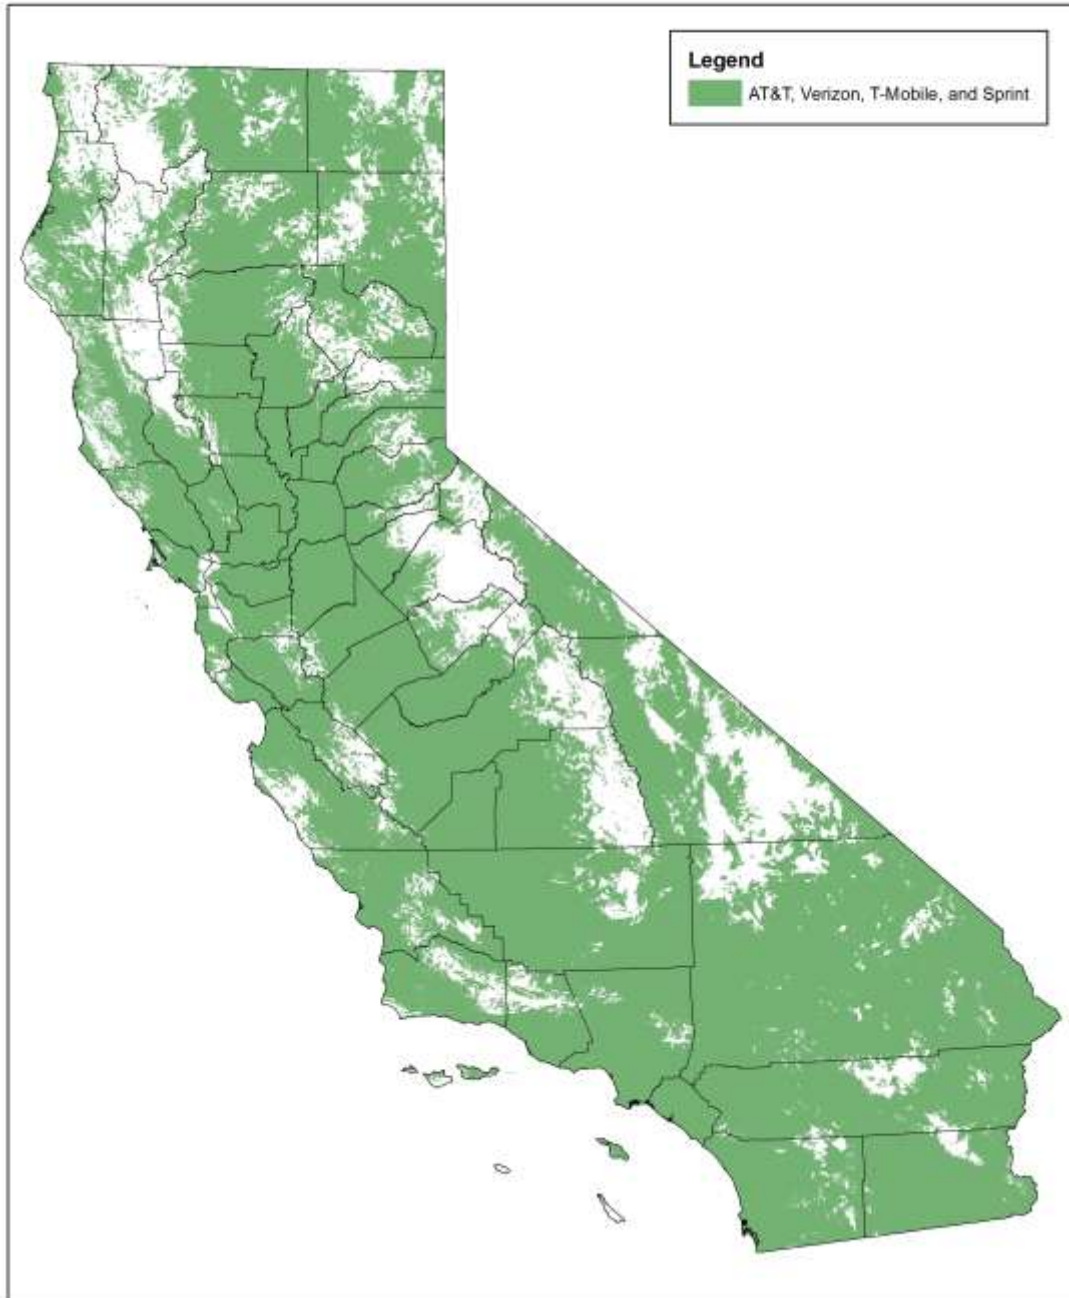 Legend
AT&T, Verizon, T-Mobile, and Sprint